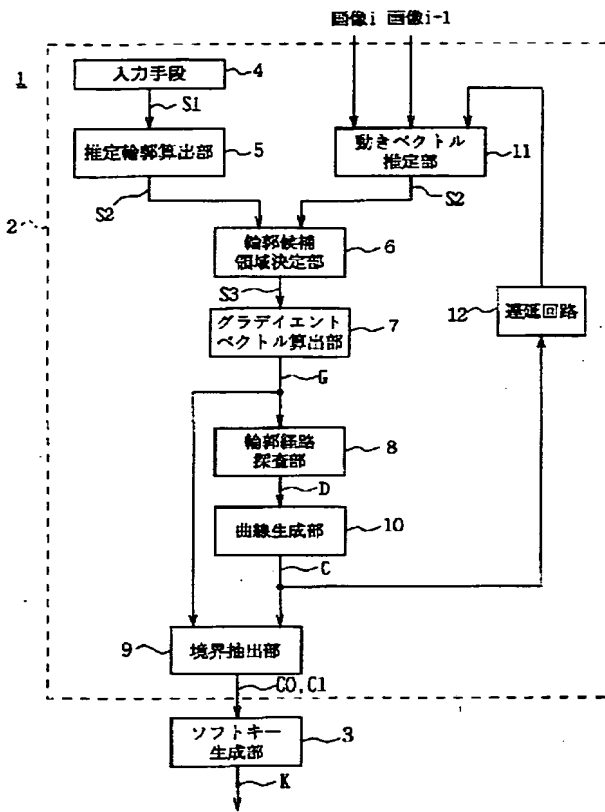 画像i 画像i-1
1
入力手段
4
S1
推定輪郭算出部
5
動きベクトル
推定部
11
S2
S2
2
輪郭候補
領域決定部
6
S3
グラデイエント
ベクトル算出部
7
12
遅延回路
G
輪郭経路
探査部
8
D
曲線生成部
10
C
9
境界抽出部
C0,C1
ソフトキー
生成部
3
K